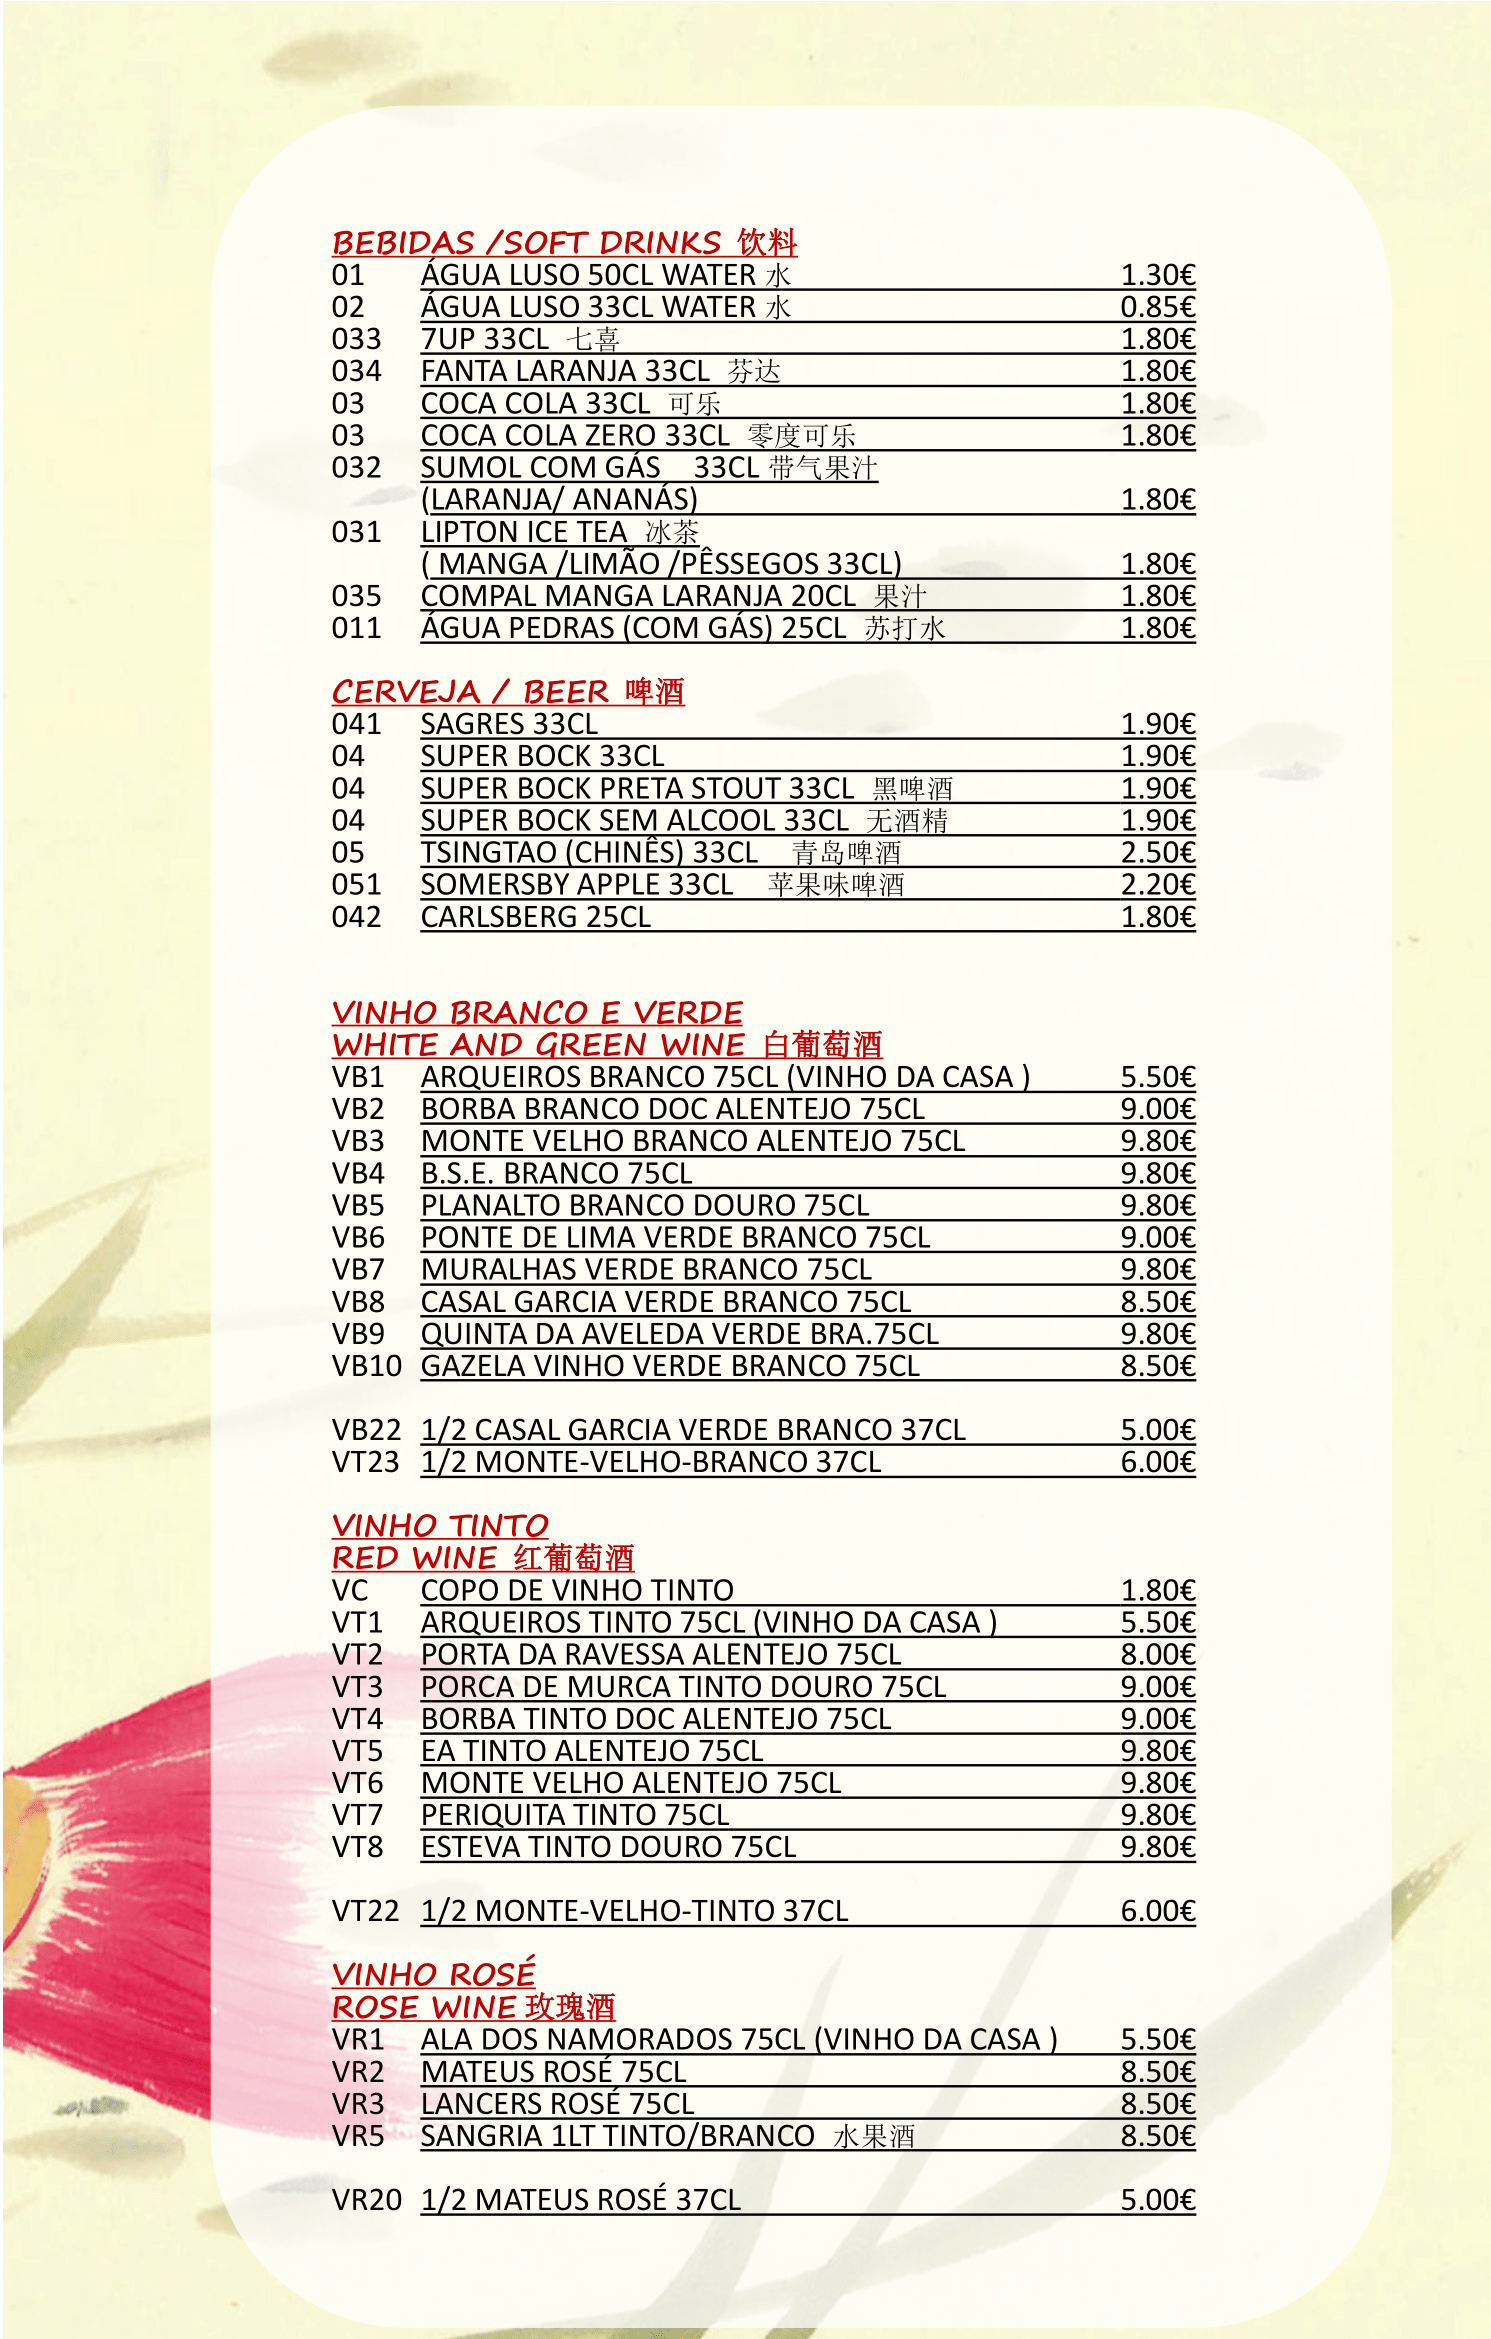 BEBIDAS /SOFT DRINKS 饮料
01 ÁGUA LUSO 50CL WATER 水 1.30€
02 ÁGUA LUSO 33CL WATER 水 0.85€
033 7UP 33CL 七喜 1.80€
034 FANTA LARANJA 33CL 芬达 1.80€
03 COCA COLA 33CL 可乐 1.80€
03 COCA COLA ZERO 33CL 零度可乐 1.80€
032 SUMOL COM GÁS 33CL 带气果汁
(LARANJA/ ANANÁS) 1.80€
031 LIPTON ICE TEA 冰茶
( MANGA /LIMÃO /PÊSSEGOS 33CL) 1.80€
035 COMPAL MANGA LARANJA 20CL 果汁 1.80€
011 ÁGUA PEDRAS (COM GÁS) 25CL 苏打水 1.80€
CERVEJA / BEER 啤酒
041 SAGRES 33CL 1.90€
04 SUPER BOCK 33CL 1.90€
04 SUPER BOCK PRETA STOUT 33CL 黑啤酒 1.90€
04 SUPER BOCK SEM ALCOOL 33CL 无酒精 1.90€
05 TSINGTAO (CHINÊS) 33CL 青岛啤酒 2.50€
051 SOMERSBY APPLE 33CL 苹果味啤酒 2.20€
042 CARLSBERG 25CL 1.80€
VINHO BRANCO E VERDE
WHITE AND GREEN WINE 白葡萄酒
VB1 ARQUEIROS BRANCO 75CL (VINHO DA CASA ) 5.50€
VB2 BORBA BRANCO DOC ALENTEJO 75CL 9.00€
VB3 MONTE VELHO BRANCO ALENTEJO 75CL 9.80€
VB4 B.S.E. BRANCO 75CL 9.80€
VB5 PLANALTO BRANCO DOURO 75CL 9.80€
VB6 PONTE DE LIMA VERDE BRANCO 75CL 9.00€
VB7 MURALHAS VERDE BRANCO 75CL 9.80€
VB8 CASAL GARCIA VERDE BRANCO 75CL 8.50€
VB9 QUINTA DA AVELEDA VERDE BRA.75CL 9.80€
VB10 GAZELA VINHO VERDE BRANCO 75CL 8.50€
VB22 1/2 CASAL GARCIA VERDE BRANCO 37CL 5.00€
VT23 1/2 MONTE-VELHO-BRANCO 37CL 6.00€
VINHO TINTO
RED WINE 红葡萄酒
VC COPO DE VINHO TINTO 1.80€
VT1 ARQUEIROS TINTO 75CL (VINHO DA CASA ) 5.50€
VT2 PORTA DA RAVESSA ALENTEJO 75CL 8.00€
VT3 PORCA DE MURCA TINTO DOURO 75CL 9.00€
VT4 BORBA TINTO DOC ALENTEJO 75CL 9.00€
VT5 EA TINTO ALENTEJO 75CL 9.80€
VT6 MONTE VELHO ALENTEJO 75CL 9.80€
VT7 PERIQUITA TINTO 75CL 9.80€
VT8 ESTEVA TINTO DOURO 75CL 9.80€
VT22 1/2 MONTE-VELHO-TINTO 37CL 6.00€
VINHO ROSÉ
ROSE WINE 玫瑰酒
VR1 ALA DOS NAMORADOS 75CL (VINHO DA CASA ) 5.50€
VR2 MATEUS ROSÉ 75CL 8.50€
VR3 LANCERS ROSÉ 75CL 8.50€
VR5 SANGRIA 1LT TINTO/BRANCO 水果酒 8.50€
VR20 1/2 MATEUS ROSÉ 37CL 5.00€